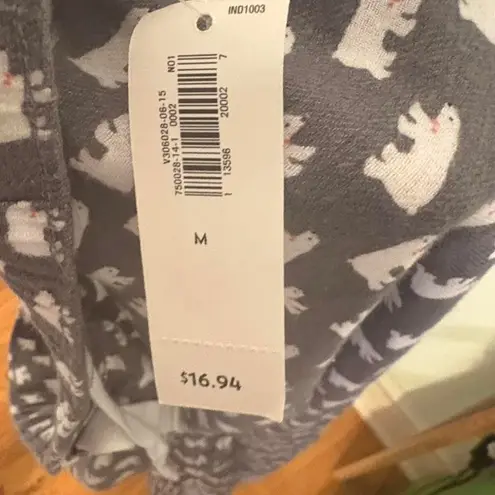 IND1003
V306028-06-15 N01
750028-14-1 0002
1 13596 20002 7
M
$16.94